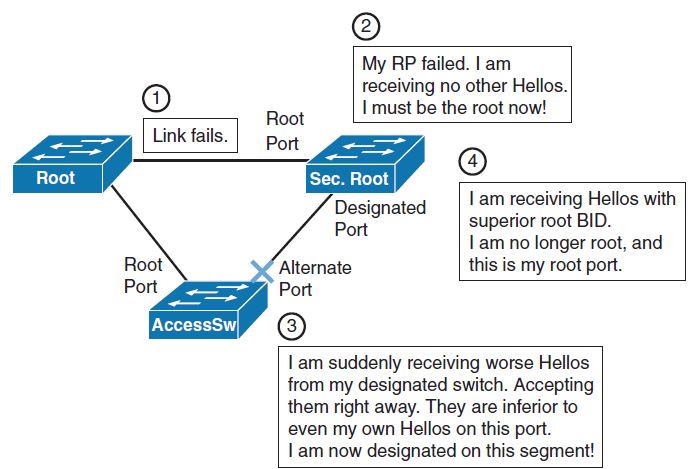 2
My RP failed. I am
receiving no other Hellos.
I must be the root now!
1
Link fails.
Root
Port
Root
Sec. Root
4
Designated
Port
I am receiving Hellos with
superior root BID.
I am no longer root, and
this is my root port.
Root
Port
Alternate
Port
AccessSw
3
I am suddenly receiving worse Hellos
from my designated switch. Accepting
them right away. They are inferior to
even my own Hellos on this port.
I am now designated on this segment!